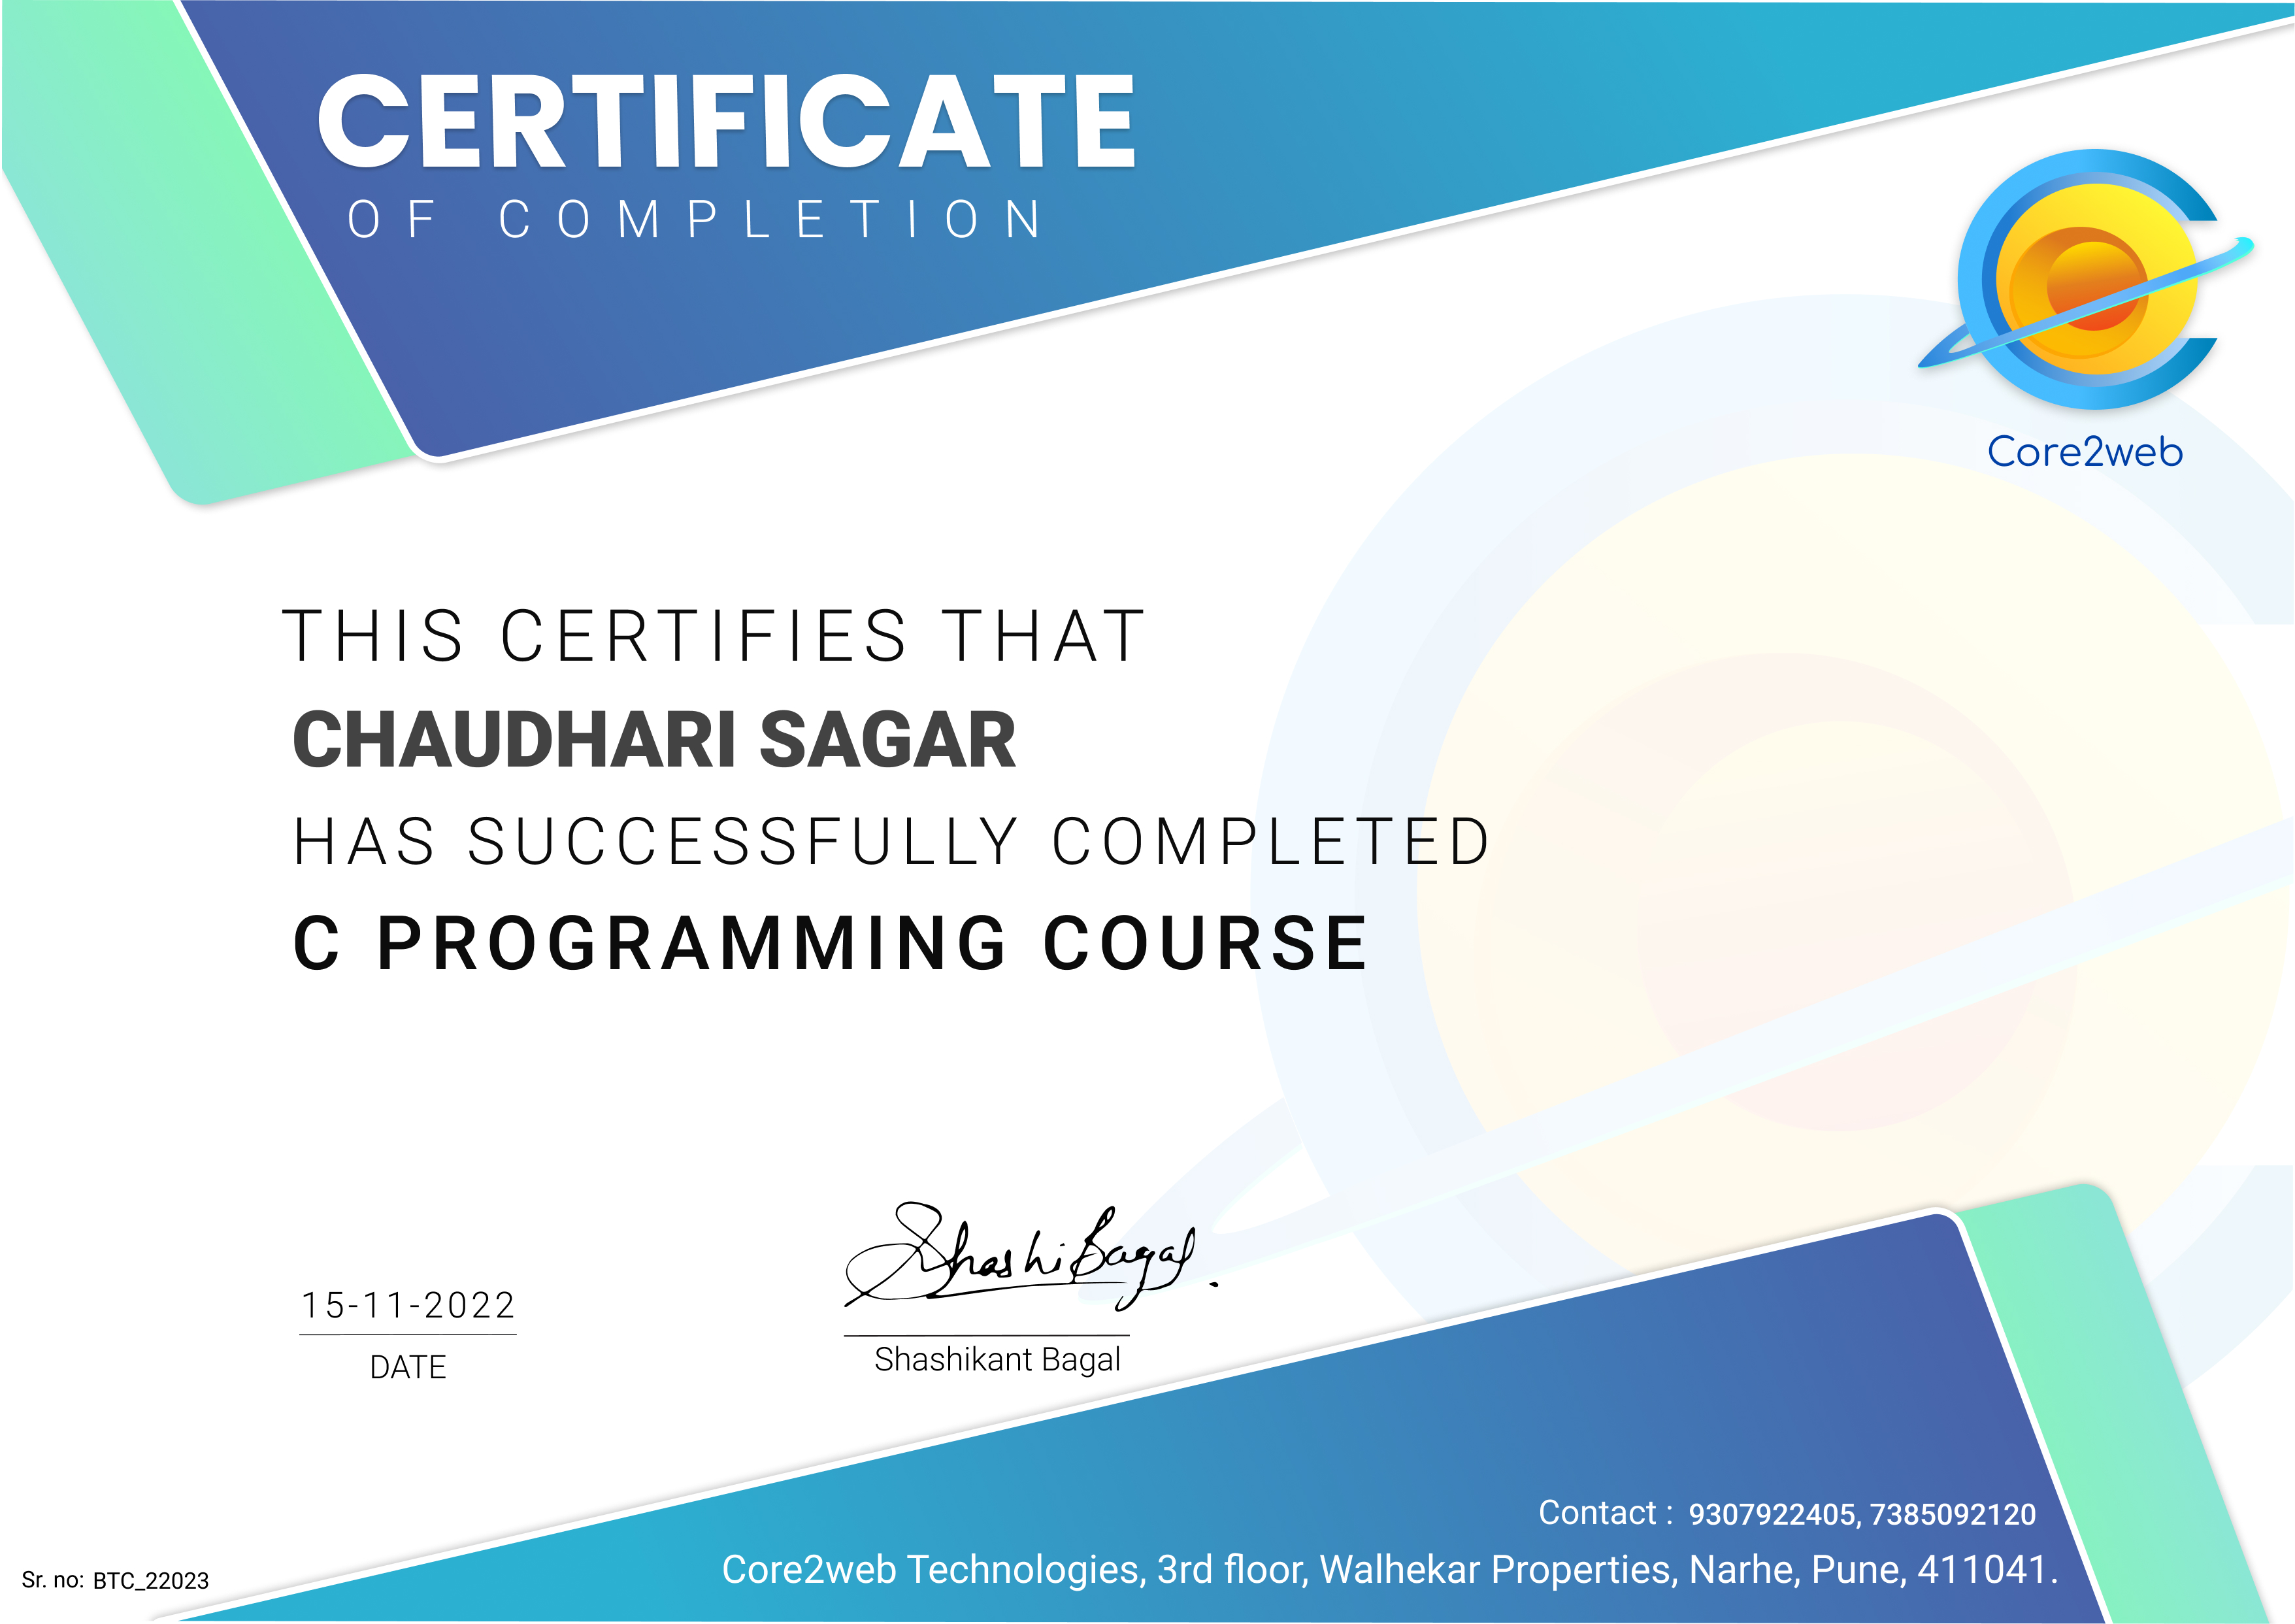 CERTIFICATE
OF COMPLETION
Core2web
THIS CERTIFIES THAT
CHAUDHARI SAGAR
HAS SUCCESSFULLY COMPLETED
C PROGRAMMING COURSE
Shashi Bagal.
15-11-2022
DATE
Shashikant Bagal
Contact : 9307922405, 7385092120
Core2web Technologies, 3rd floor, Walhekar Properties, Narhe, Pune, 411041.
Sr. no: BTC_22023